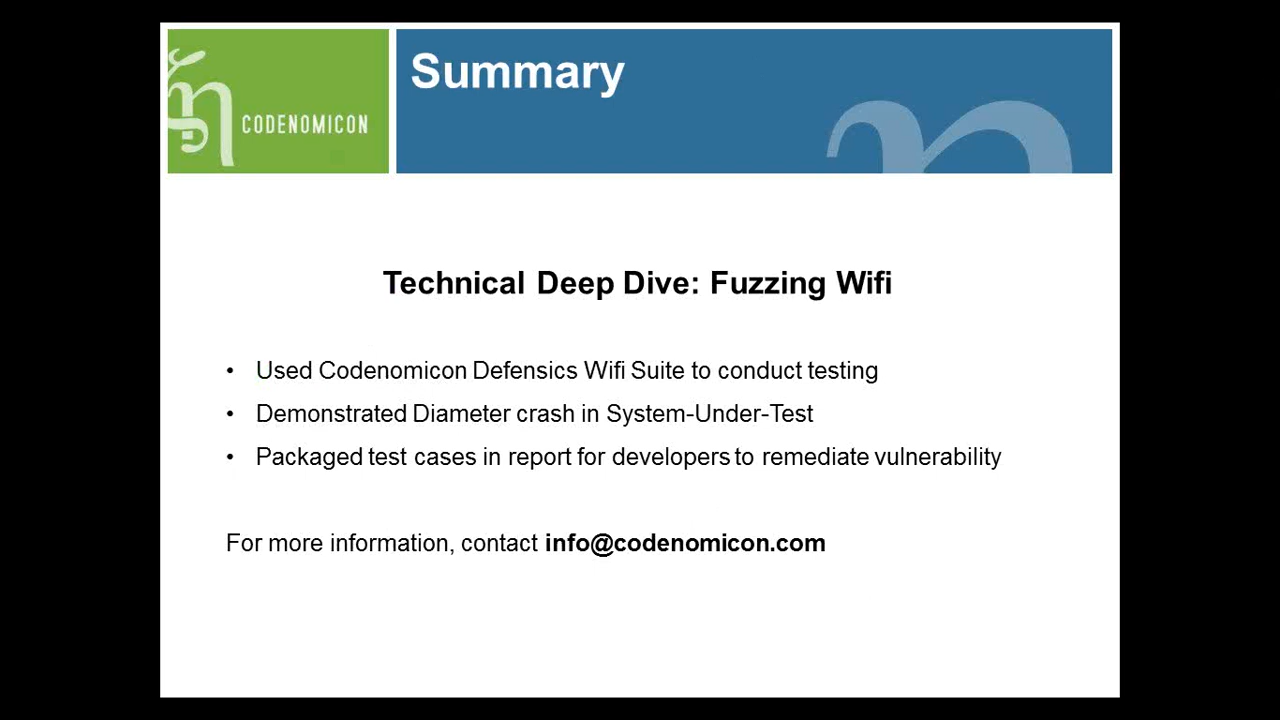 CODENOMICON
Summary
Technical Deep Dive: Fuzzing Wifi
• Used Codenomicon Defensics Wifi Suite to conduct testing
• Demonstrated Diameter crash in System-Under-Test
• Packaged test cases in report for developers to remediate vulnerability
For more information, contact info@codenomicon.com